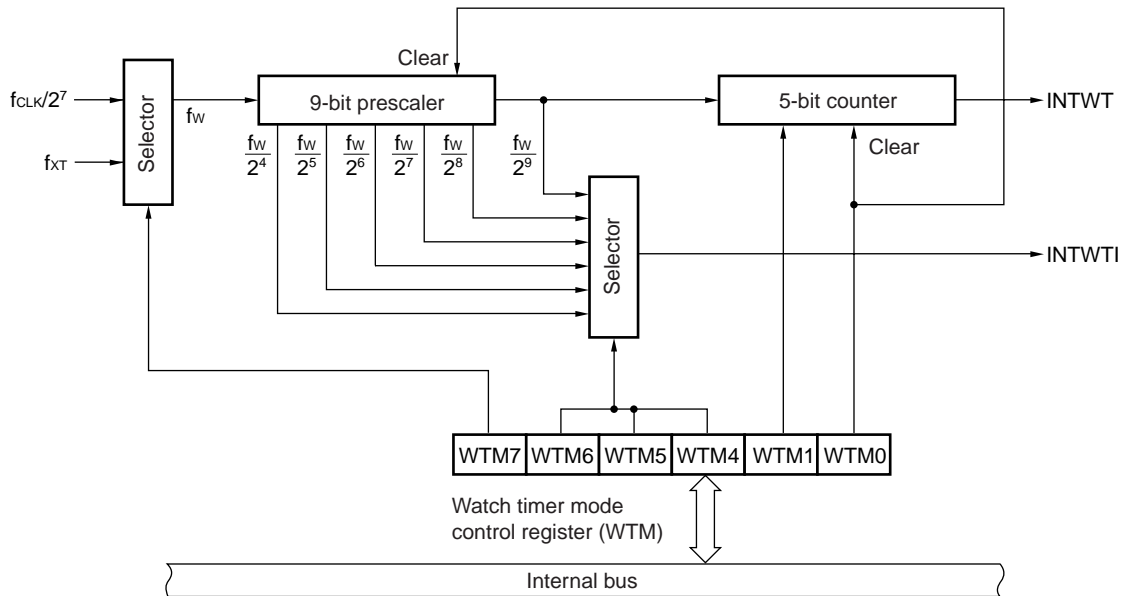 Clear
fCLK/2⁷
Selector
fW
9-bit prescaler
5-bit counter
INTWT
fXT
fW/2⁴
fW/2⁵
fW/2⁶
fW/2⁷
fW/2⁸
fW/2⁹
Clear
Selector
INTWTI
WTM7 WTM6 WTM5 WTM4 WTM1 WTM0
Watch timer mode
control register (WTM)
Internal bus